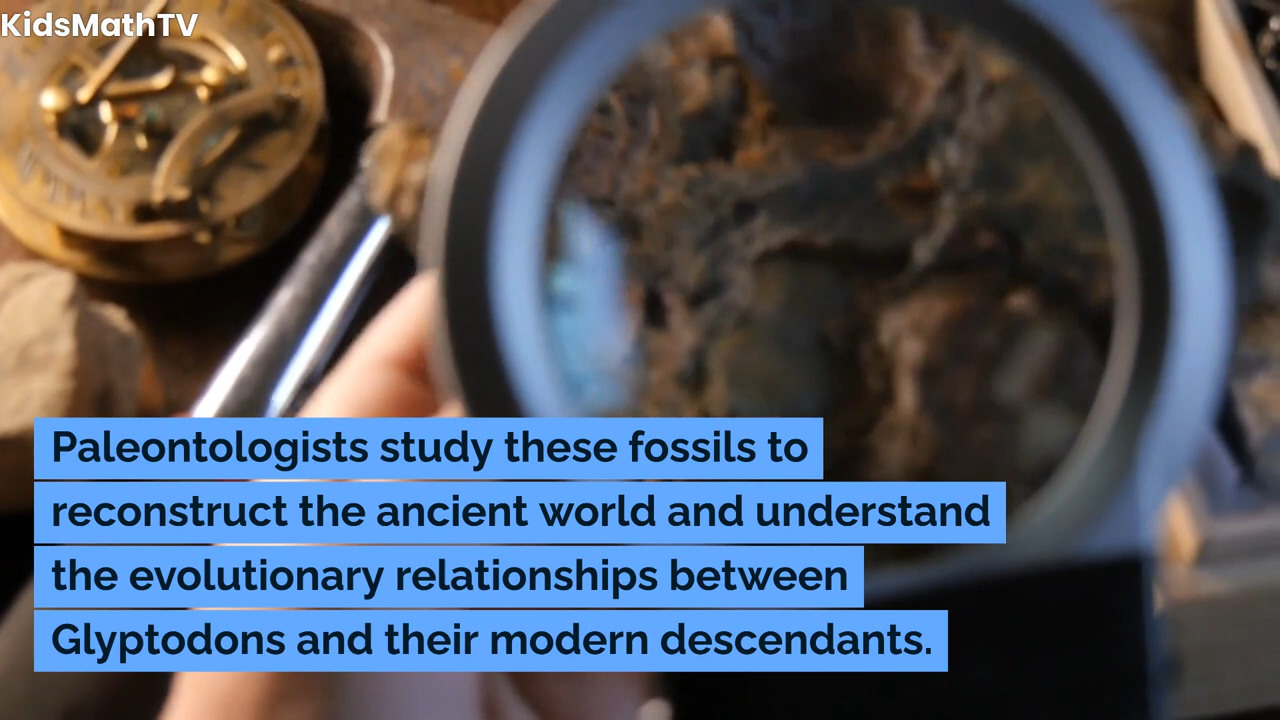 KidsMathTV
Paleontologists study these fossils to
reconstruct the ancient world and understand
the evolutionary relationships between
Glyptodons and their modern descendants.